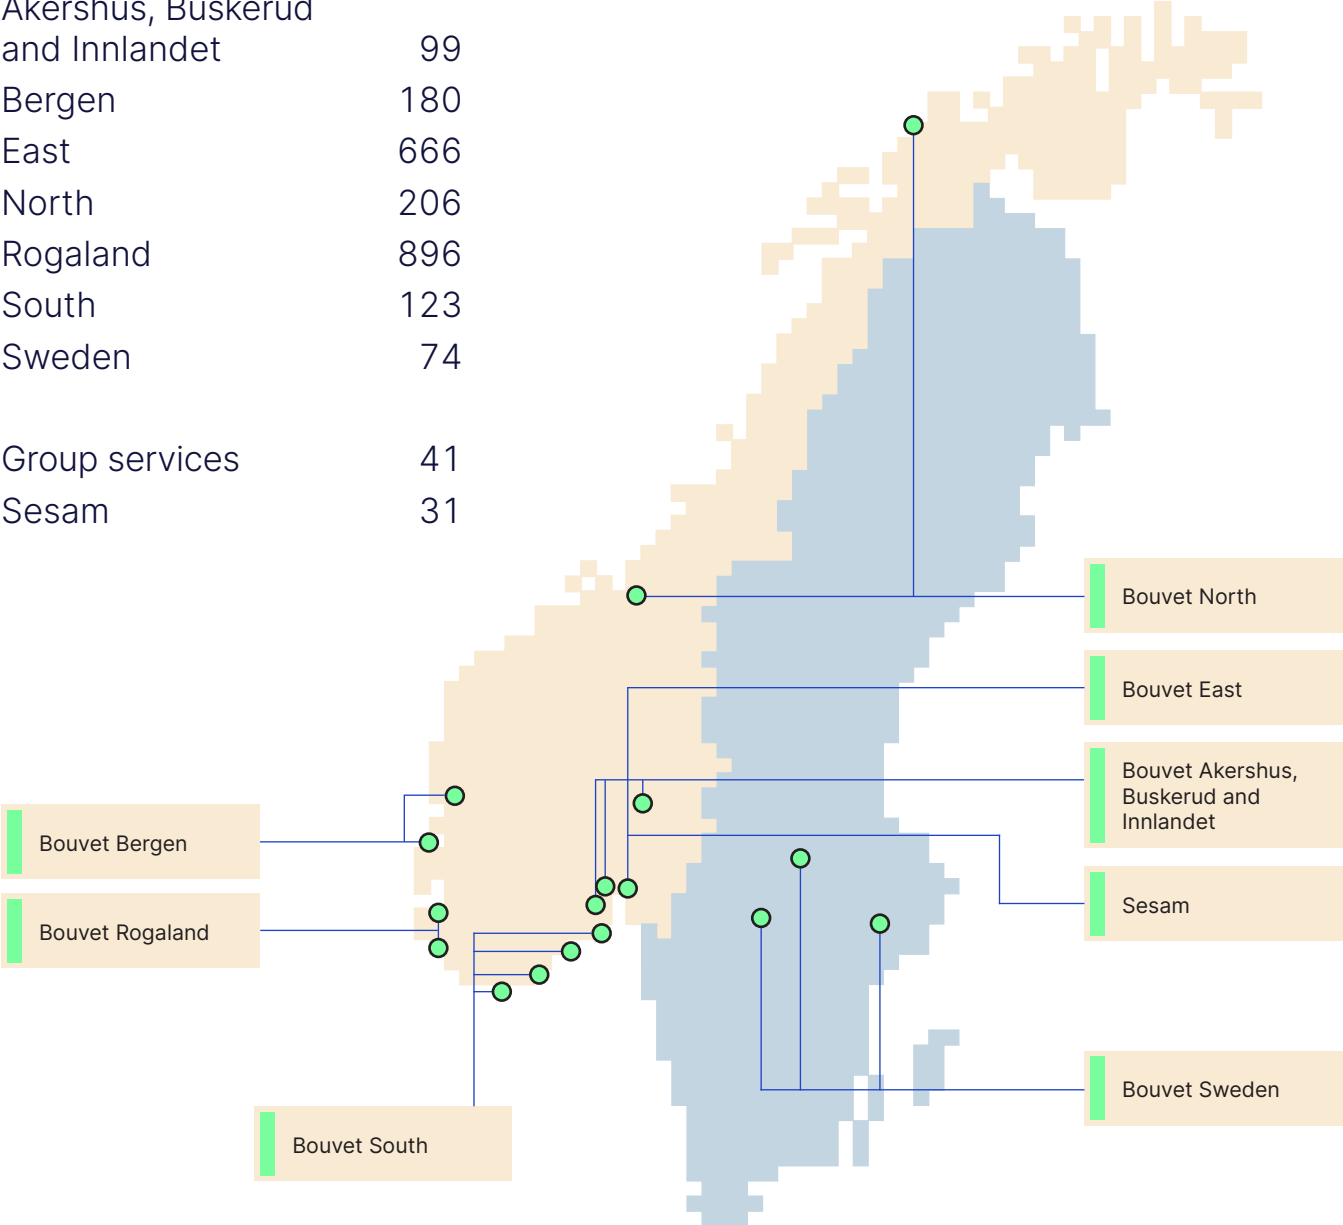 Akershus, Buskerud
and Innlandet 99
Bergen 180
East 666
North 206
Rogaland 896
South 123
Sweden 74
Group services 41
Sesam 31
Bouvet North
Bouvet East
Bouvet Akershus,
Buskerud and
Innlandet
Bouvet Bergen
Sesam
Bouvet Rogaland
Bouvet Sweden
Bouvet South